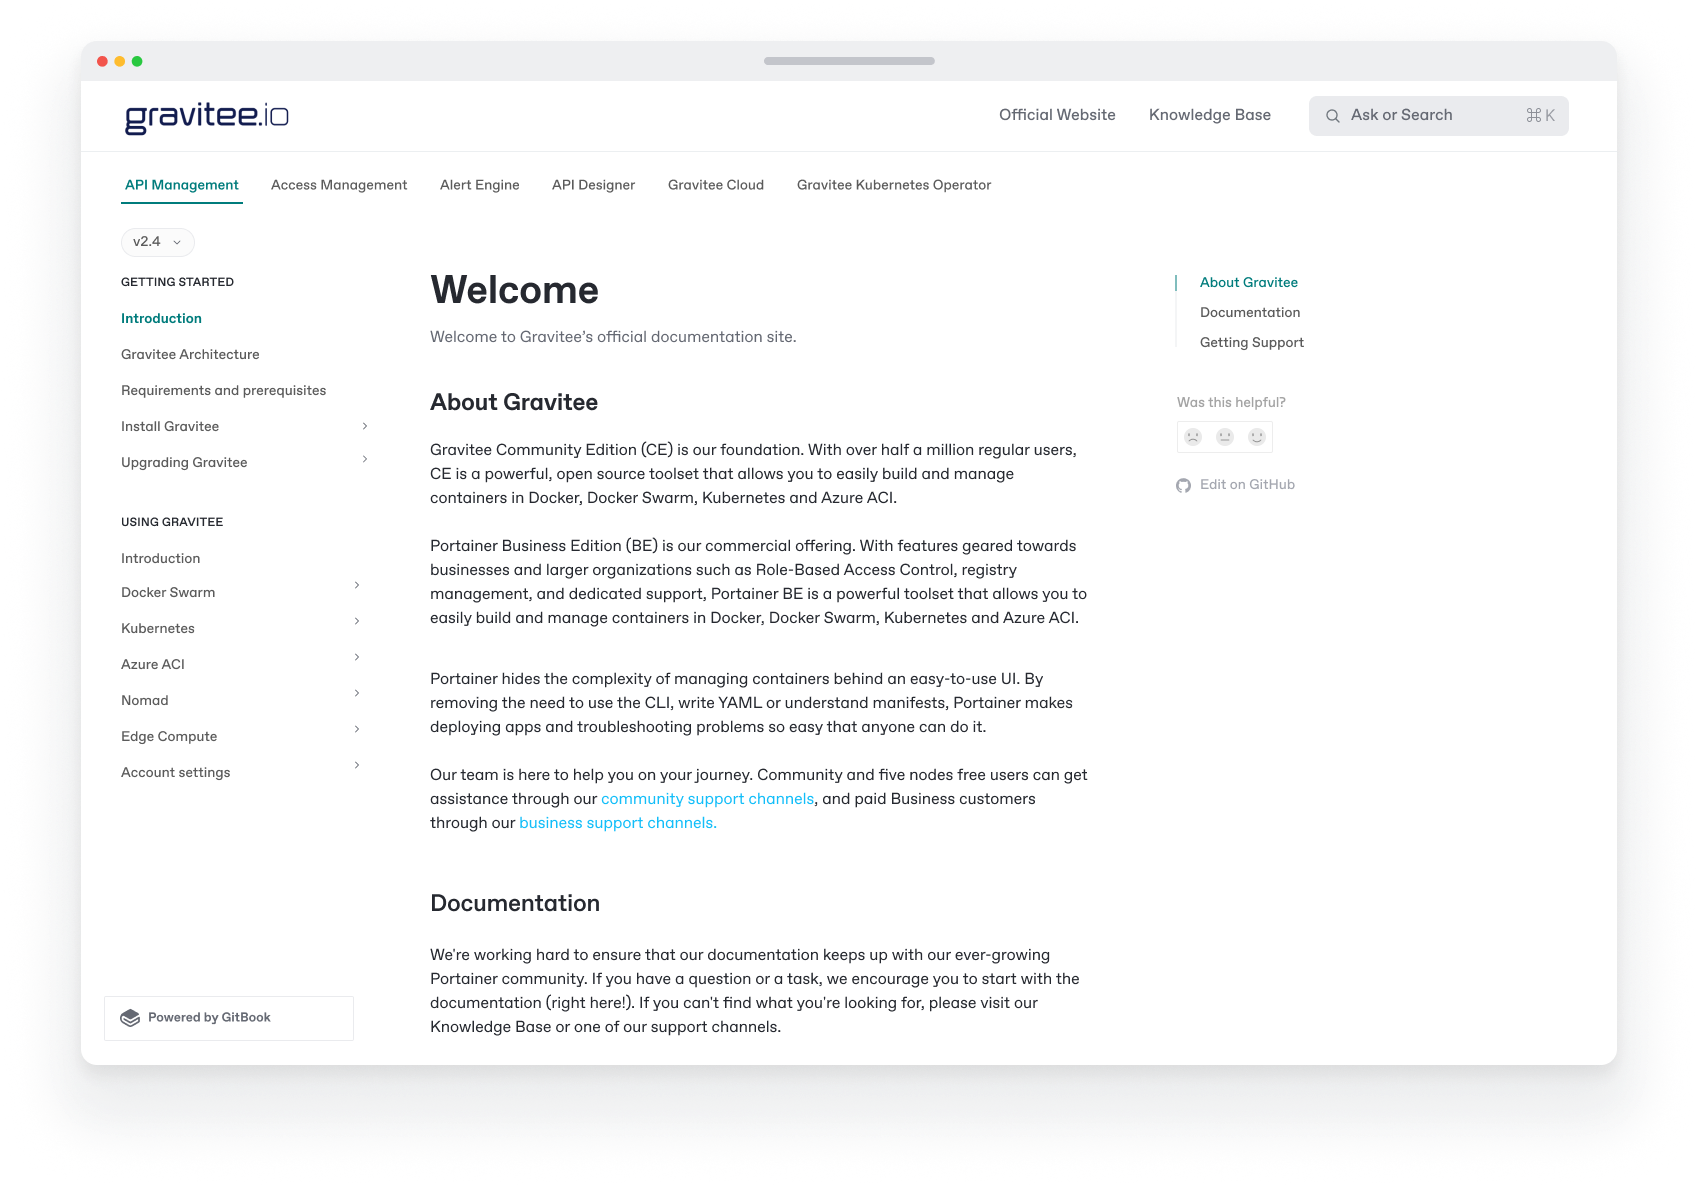 gravitee.io
Official Website
Knowledge Base
Ask or Search
⌘ K
API Management
Access Management
Alert Engine
API Designer
Gravitee Cloud
Gravitee Kubernetes Operator
v2.4
GETTING STARTED
Introduction
Gravitee Architecture
Requirements and prerequisites
Install Gravitee
Upgrading Gravitee
USING GRAVITEE
Introduction
Docker Swarm
Kubernetes
Azure ACI
Nomad
Edge Compute
Account settings
Powered by GitBook
Welcome
Welcome to Gravitee’s official documentation site.
About Gravitee
Gravitee Community Edition (CE) is our foundation. With over half a million regular users,
CE is a powerful, open source toolset that allows you to easily build and manage
containers in Docker, Docker Swarm, Kubernetes and Azure ACI.
Portainer Business Edition (BE) is our commercial offering. With features geared towards
businesses and larger organizations such as Role-Based Access Control, registry
management, and dedicated support, Portainer BE is a powerful toolset that allows you to
easily build and manage containers in Docker, Docker Swarm, Kubernetes and Azure ACI.
Portainer hides the complexity of managing containers behind an easy-to-use UI. By
removing the need to use the CLI, write YAML or understand manifests, Portainer makes
deploying apps and troubleshooting problems so easy that anyone can do it.
Our team is here to help you on your journey. Community and five nodes free users can get
assistance through our community support channels, and paid Business customers
through our business support channels.
Documentation
We're working hard to ensure that our documentation keeps up with our ever-growing
Portainer community. If you have a question or a task, we encourage you to start with the
documentation (right here!). If you can't find what you're looking for, please visit our
Knowledge Base or one of our support channels.
About Gravitee
Documentation
Getting Support
Was this helpful?
Edit on GitHub